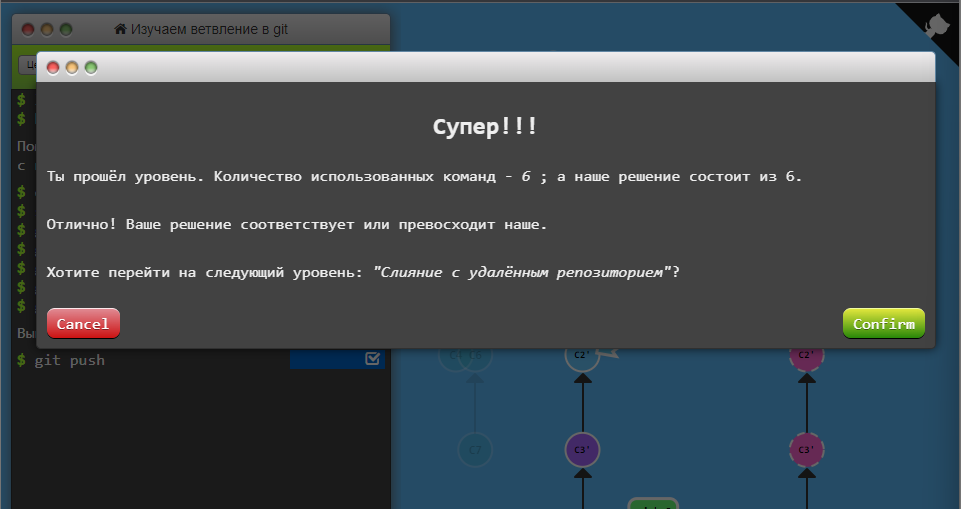 Изучаем ветвление в git
$
$
$
$
$
$
$
$
$
Супер!!!
Ты прошёл уровень. Количество использованных команд - 6 ; а наше решение состоит из 6.
Отлично! Ваше решение соответствует или превосходит наше.
Хотите перейти на следующий уровень: "Слияние с удалённым репозиторием"?
Cancel
Confirm
$ git push
C2'
C2'
C7
C3'
C3'